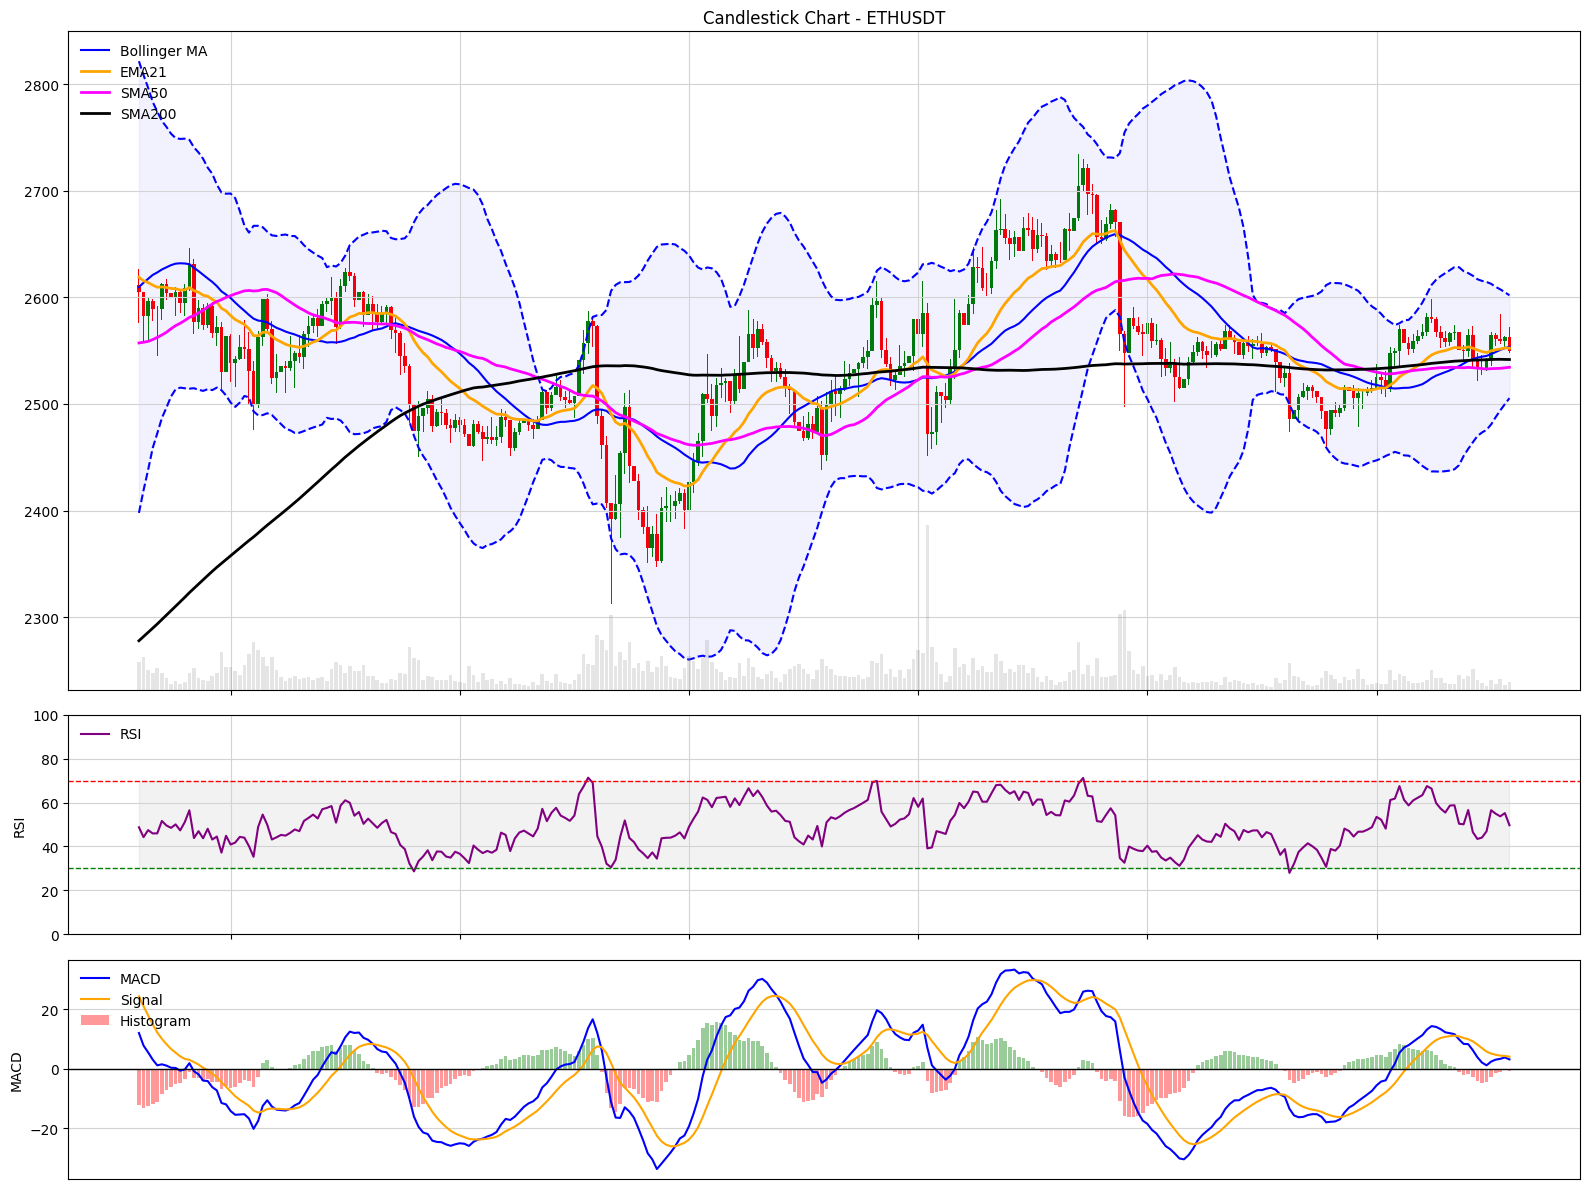 Candlestick Chart - ETHUSDT
Bollinger MA
EMA21
SMA50
SMA200
2800
2700
2600
2500
2400
2300
RSI
100
80
60
40
20
0
RSI
MACD
Signal
Histogram
20
0
−20
MACD